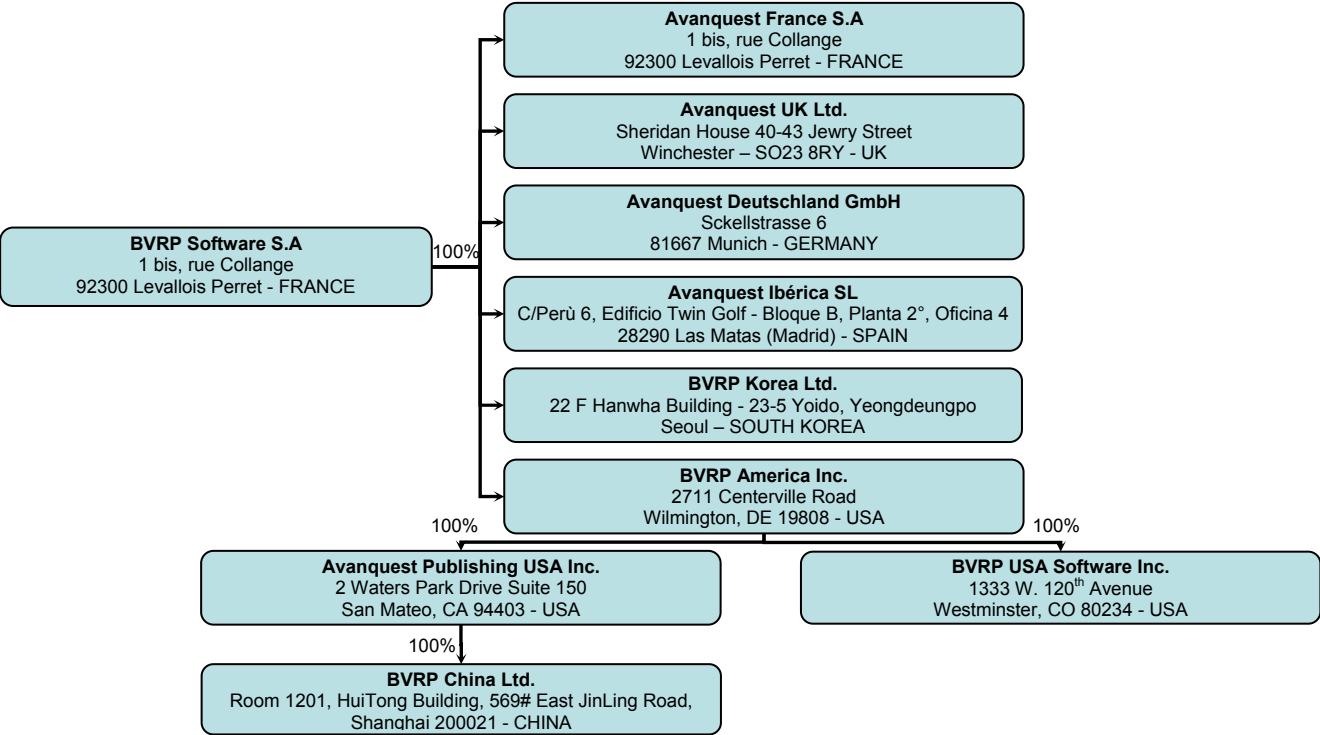 Avanquest France S.A
1 bis, rue Collange
92300 Levallois Perret - FRANCE
Avanquest UK Ltd.
Sheridan House 40-43 Jewry Street
Winchester – SO23 8RY - UK
Avanquest Deutschland GmbH
Sckellstrasse 6
81667 Munich - GERMANY
BVRP Software S.A
1 bis, rue Collange
92300 Levallois Perret - FRANCE
100%
Avanquest Ibérica SL
C/Perù 6, Edificio Twin Golf - Bloque B, Planta 2°, Oficina 4
28290 Las Matas (Madrid) - SPAIN
BVRP Korea Ltd.
22 F Hanwha Building - 23-5 Yoido, Yeongdeungpo
Seoul – SOUTH KOREA
BVRP America Inc.
2711 Centerville Road
Wilmington, DE 19808 - USA
100%
100%
Avanquest Publishing USA Inc.
2 Waters Park Drive Suite 150
San Mateo, CA 94403 - USA
BVRP USA Software Inc.
1333 W. 120th Avenue
Westminster, CO 80234 - USA
100%
BVRP China Ltd.
Room 1201, HuiTong Building, 569# East JinLing Road,
Shanghai 200021 - CHINA